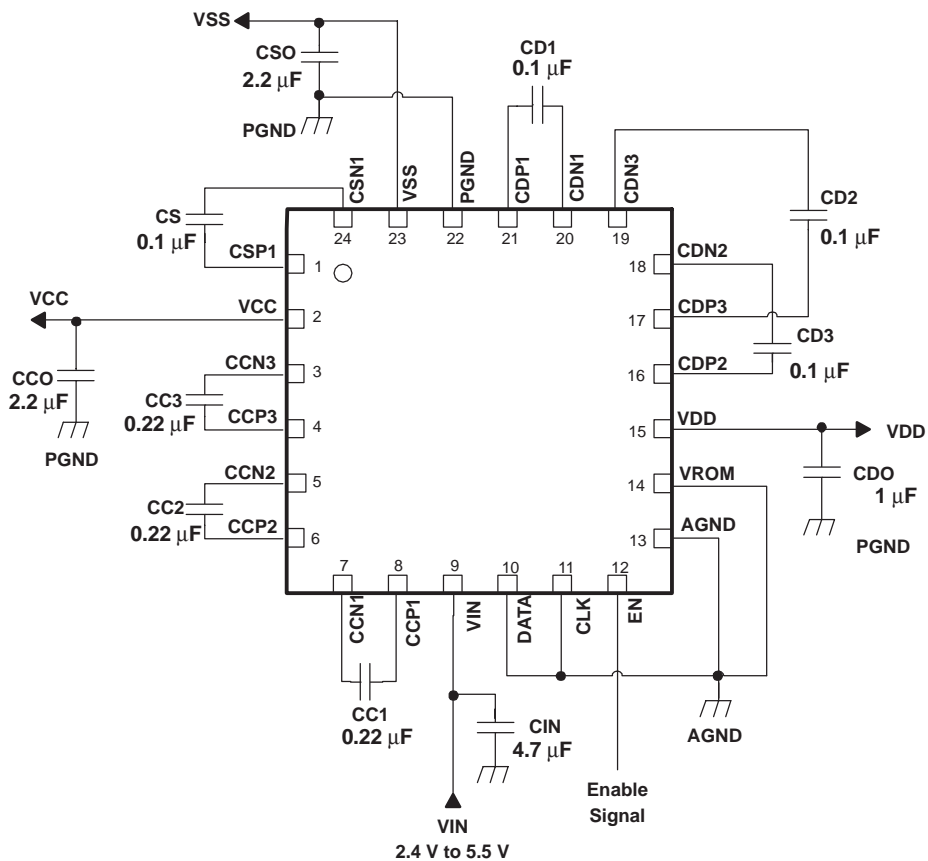 VSS
CSO
2.2 μF
PGND
CD1
0.1 μF
CSN1
VSS
PGND
CDP1
CDN1
CDN3
CS
0.1 μF
CD2
0.1 μF
24
23
22
21
20
19
CSP1
1
18
CDN2
VCC
VCC
2
17
CDP3
CD3
0.1 μF
CCN3
3
16
CDP2
CCO
2.2 μF
CC3
0.22 μF
CCP3
4
15
VDD
VDD
PGND
CCN2
5
14
VROM
CDO
1 μF
CC2
0.22 μF
CCP2
6
13
AGND
PGND
7
8
9
10
11
12
CCN1
CCP1
VIN
DATA
CLK
EN
CC1
0.22 μF
CIN
4.7 μF
AGND
Enable
Signal
VIN
2.4 V to 5.5 V